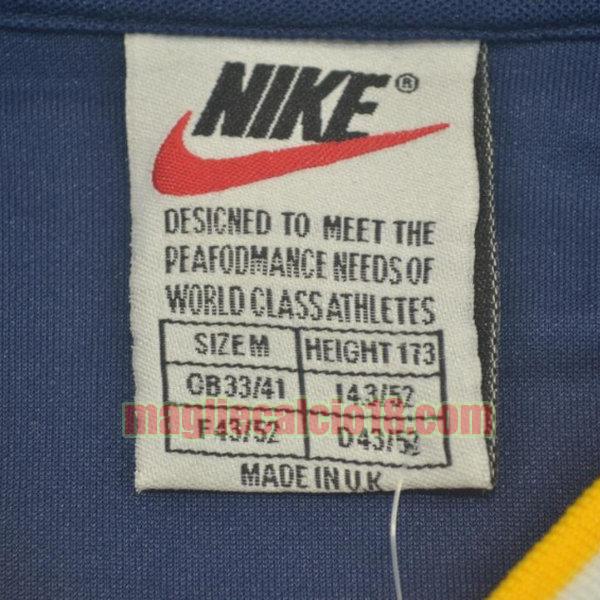 NIKE®
DESIGNED TO MEET THE
PEAFODMANCE NEEDS OF
WORLD CLASS ATHLETES
SIZE M HEIGHT 173
GB33/41 I43/52
magliecalcio18.com
F43/52 D43/52
MADE IN U.K